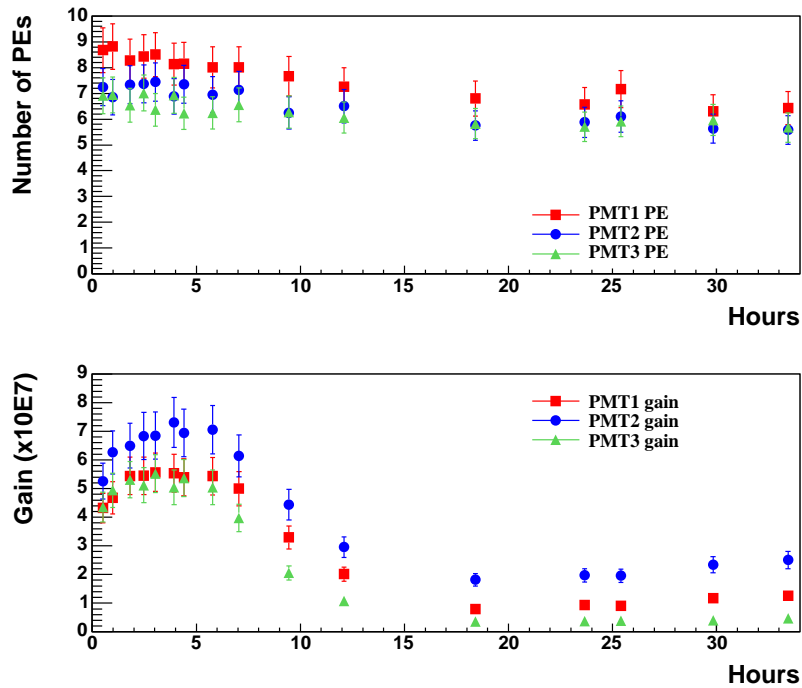 Number of PEs
10
9
8
7
6
5
4
3
2
1
0
PMT1 PE
PMT2 PE
PMT3 PE
0 5 10 15 20 25 30
Hours
Gain (x10E7)
9
8
7
6
5
4
3
2
1
0
PMT1 gain
PMT2 gain
PMT3 gain
0 5 10 15 20 25 30
Hours